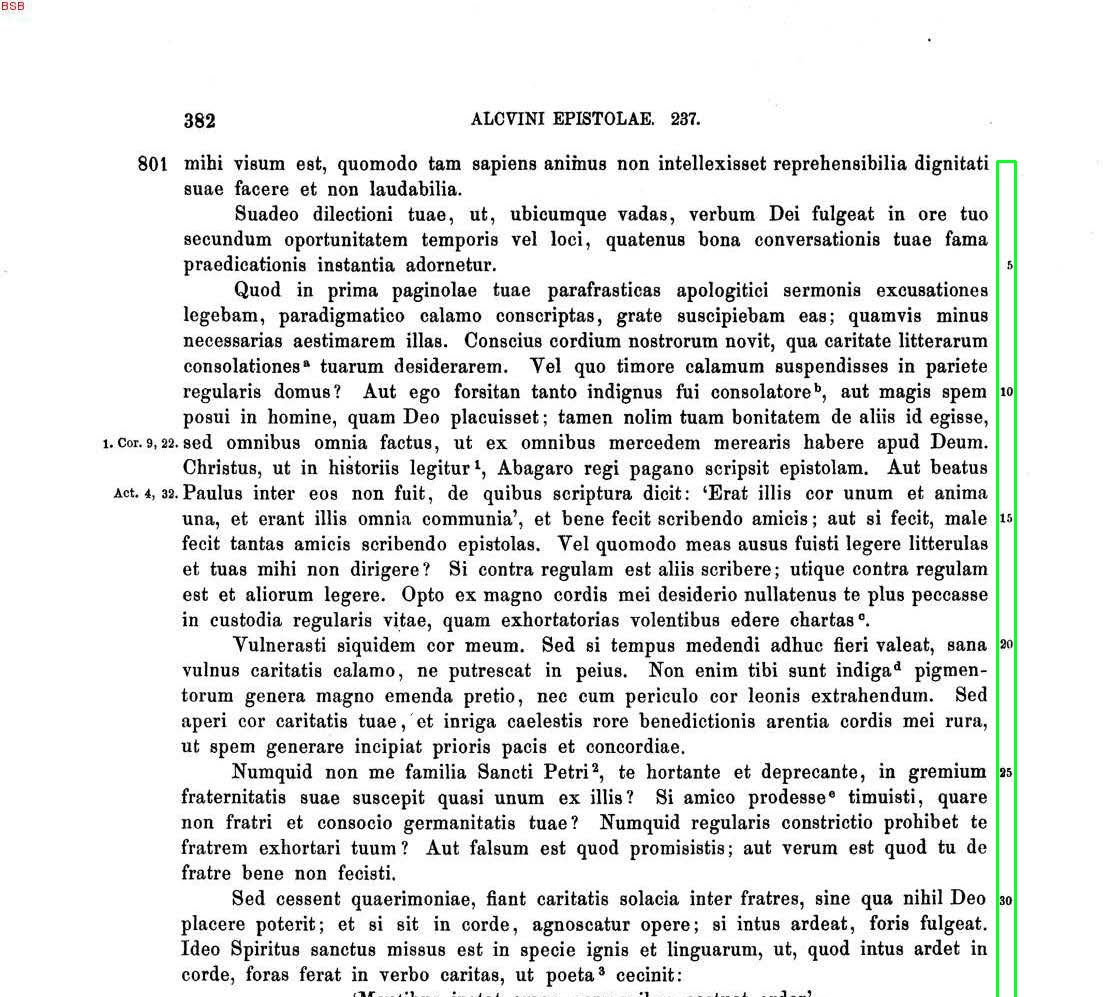 BSB
382 ALCVINI EPISTOLAE. 237.
801 mihi visum est, quomodo tam sapiens animus non intellexisset reprehensibilia dignitati
suae facere et non laudabilia.
Suadeo dilectioni tuae, ut, ubicumque vadas, verbum Dei fulgeat in ore tuo
secundum oportunitatem temporis vel loci, quatenus bona conversationis tuae fama
praedicationis instantia adornetur. 5
Quod in prima paginolae tuae parafrasticas apologitici sermonis excusationes
legebam, paradigmatico calamo conscriptas, grate suscipiebam eas; quamvis minus
necessarias aestimarem illas. Conscius cordium nostrorum novit, qua caritate litterarum
consolationes a tuarum desiderarem. Vel quo timore calamum suspendisses in pariete
regularis domus? Aut ego forsitan tanto indignus fui consolatore b, aut magis spem 10
posui in homine, quam Deo placuisset; tamen nolim tuam bonitatem de aliis id egisse,
1. Cor. 9, 22. sed omnibus omnia factus, ut ex omnibus mercedem merearis habere apud Deum.
Christus, ut in historiis legitur 1, Abagaro regi pagano scripsit epistolam. Aut beatus
Act. 4, 32. Paulus inter eos non fuit, de quibus scriptura dicit: ‘Erat illis cor unum et anima
una, et erant illis omnia communia’, et bene fecit scribendo amicis; aut si fecit, male 15
fecit tantas amicis scribendo epistolas. Vel quomodo meas ausus fuisti legere litterulas
et tuas mihi non dirigere? Si contra regulam est aliis scribere; utique contra regulam
est et aliorum legere. Opto ex magno cordis mei desiderio nullatenus te plus peccasse
in custodia regularis vitae, quam exhortatorias volentibus edere chartas c.
Vulnerasti siquidem cor meum. Sed si tempus medendi adhuc fieri valeat, sana 20
vulnus caritatis calamo, ne putrescat in peius. Non enim tibi sunt indiga d pigmen-
torum genera magno emenda pretio, nec cum periculo cor leonis extrahendum. Sed
aperi cor caritatis tuae, et inriga caelestis rore benedictionis arentia cordis mei rura,
ut spem generare incipiat prioris pacis et concordiae.
Numquid non me familia Sancti Petri 2, te hortante et deprecante, in gremium 25
fraternitatis suae suscepit quasi unum ex illis? Si amico prodesse e timuisti, quare
non fratri et consocio germanitatis tuae? Numquid regularis constrictio prohibet te
fratrem exhortari tuum? Aut falsum est quod promisistis; aut verum est quod tu de
fratre bene non fecisti.
Sed cessent quaerimoniae, fiant caritatis solacia inter fratres, sine qua nihil Deo 30
placere poterit; et si sit in corde, agnoscatur opere; si intus ardeat, foris fulgeat.
Ideo Spiritus sanctus missus est in specie ignis et linguarum, ut, quod intus ardet in
corde, foras ferat in verbo caritas, ut poeta 3 cecinit: